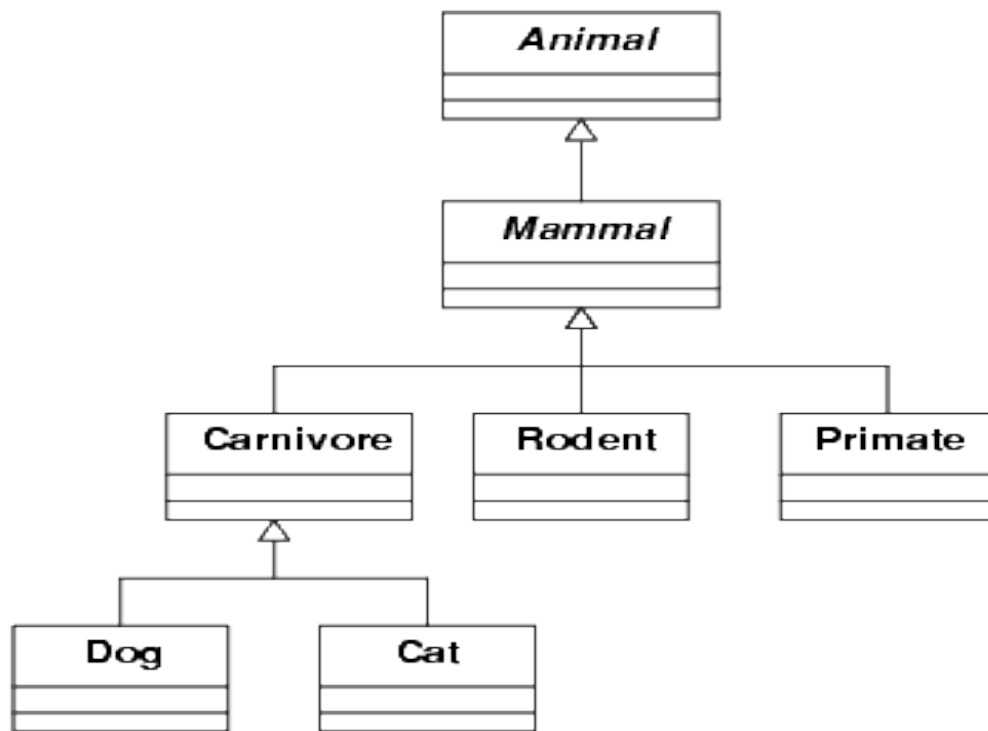 Animal
Mammal
Carnivore
Rodent
Primate
Dog
Cat